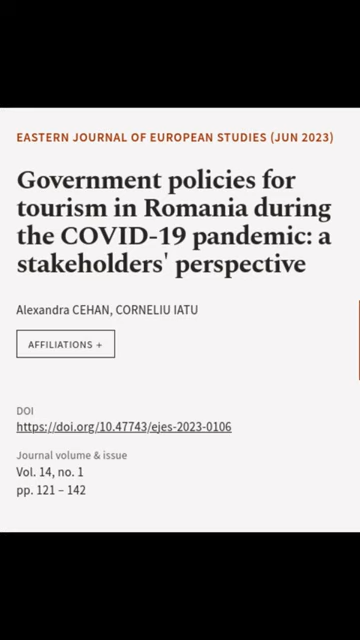 EASTERN JOURNAL OF EUROPEAN STUDIES (JUN 2023)
Government policies for
tourism in Romania during
the COVID-19 pandemic: a
stakeholders' perspective
Alexandra CEHAN, CORNELIU IATU
AFFILIATIONS +
DOI
https://doi.org/10.47743/ejes-2023-0106
Journal volume & issue
Vol. 14, no. 1
pp. 121 – 142